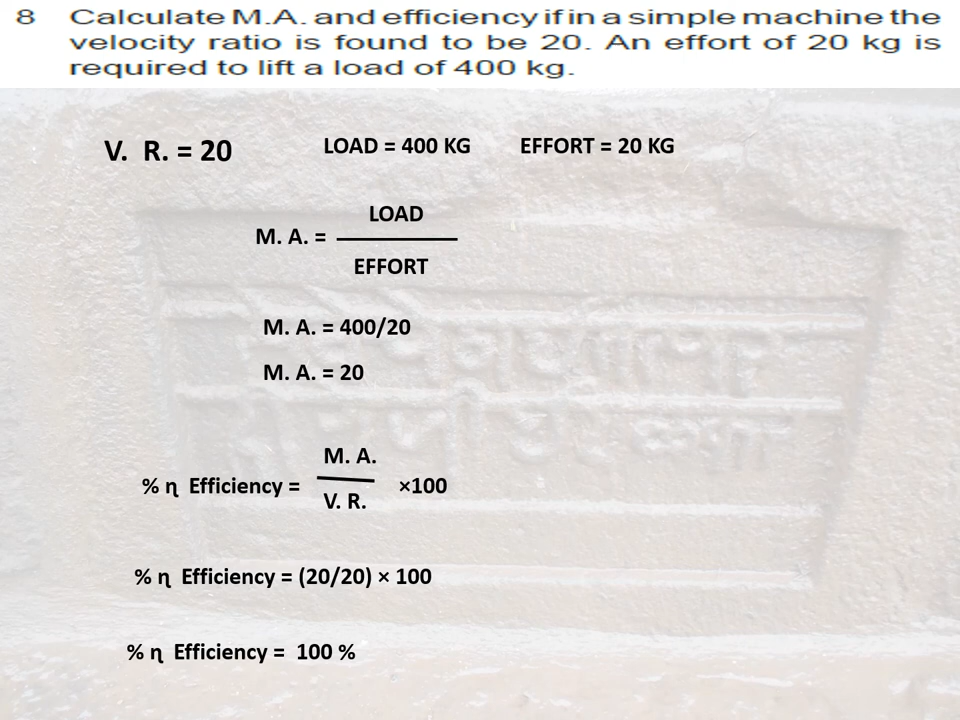 8 Calculate M.A. and efficiency if in a simple machine the
velocity ratio is found to be 20. An effort of 20 kg is
required to lift a load of 400 kg.
V. R. = 20 LOAD = 400 KG EFFORT = 20 KG
LOAD
M. A. =
EFFORT
M. A. = 400/20
M. A. = 20
M. A.
% η Efficiency = ×100
V. R.
% η Efficiency = (20/20) × 100
% η Efficiency = 100 %